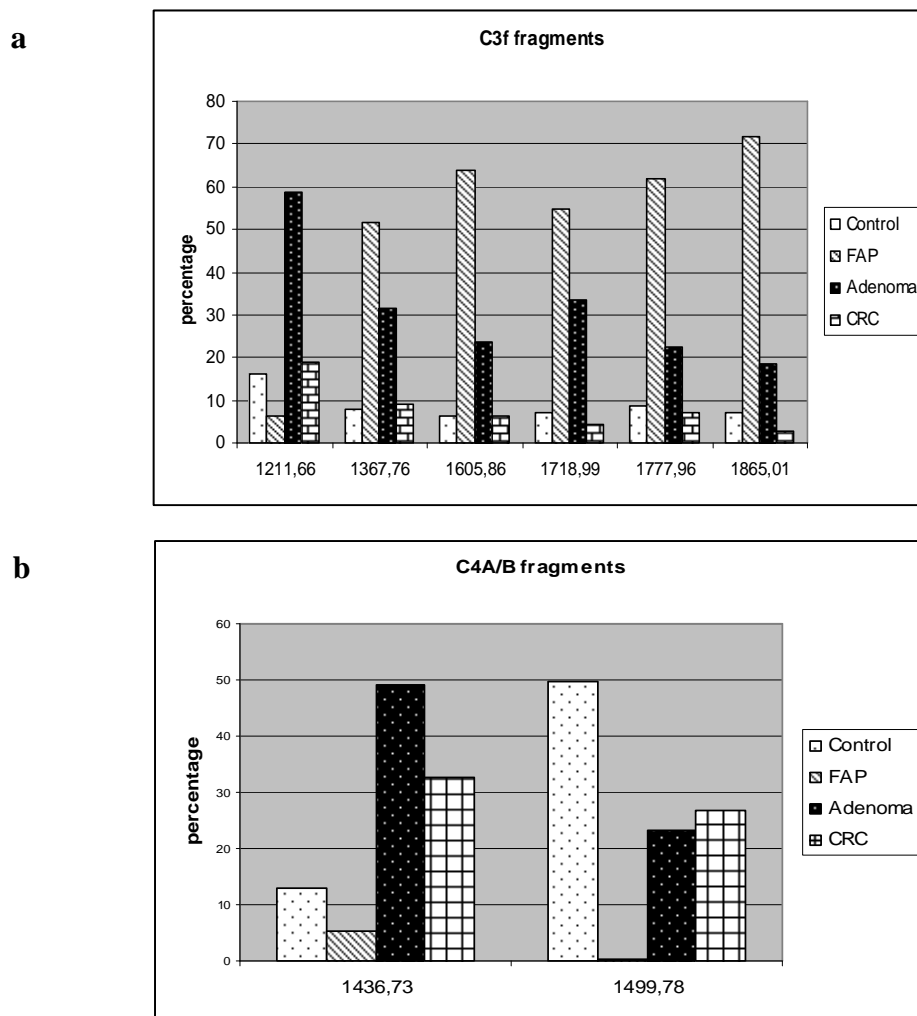 a
C3f fragments
80
70
60
50
40
30
20
10
0
percentage
1211,66 1367,76 1605,86 1718,99 1777,96 1865,01
Control
FAP
Adenoma
CRC
b
C4A/B fragments
60
50
40
30
20
10
0
percentage
1436,73 1499,78
Control
FAP
Adenoma
CRC